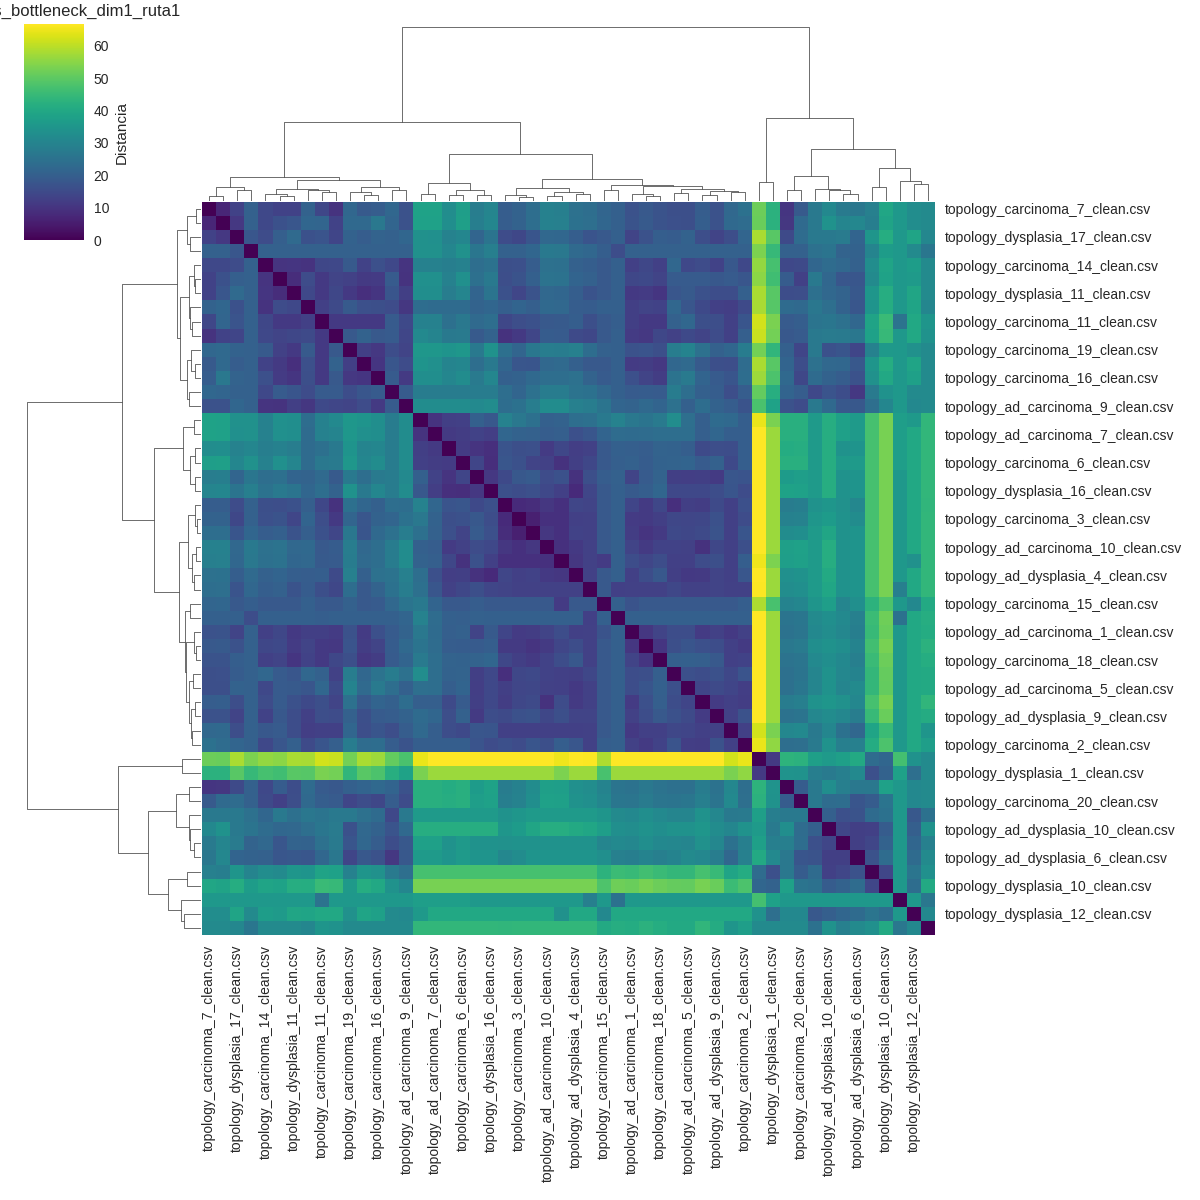 s_bottleneck_dim1_ruta1
60
50
40
30
20
10
0
Distancia
topology_carcinoma_7_clean.csv
topology_dysplasia_17_clean.csv
topology_carcinoma_14_clean.csv
topology_dysplasia_11_clean.csv
topology_carcinoma_11_clean.csv
topology_carcinoma_19_clean.csv
topology_carcinoma_16_clean.csv
topology_ad_carcinoma_9_clean.csv
topology_ad_carcinoma_7_clean.csv
topology_carcinoma_6_clean.csv
topology_dysplasia_16_clean.csv
topology_carcinoma_3_clean.csv
topology_ad_carcinoma_10_clean.csv
topology_ad_dysplasia_4_clean.csv
topology_carcinoma_15_clean.csv
topology_ad_carcinoma_1_clean.csv
topology_carcinoma_18_clean.csv
topology_ad_carcinoma_5_clean.csv
topology_ad_dysplasia_9_clean.csv
topology_carcinoma_2_clean.csv
topology_dysplasia_1_clean.csv
topology_carcinoma_20_clean.csv
topology_ad_dysplasia_10_clean.csv
topology_ad_dysplasia_6_clean.csv
topology_dysplasia_10_clean.csv
topology_dysplasia_12_clean.csv
topology_carcinoma_7_clean.csv
topology_dysplasia_17_clean.csv
topology_carcinoma_14_clean.csv
topology_dysplasia_11_clean.csv
topology_carcinoma_11_clean.csv
topology_carcinoma_19_clean.csv
topology_carcinoma_16_clean.csv
topology_ad_carcinoma_9_clean.csv
topology_ad_carcinoma_7_clean.csv
topology_carcinoma_6_clean.csv
topology_dysplasia_16_clean.csv
topology_carcinoma_3_clean.csv
topology_ad_carcinoma_10_clean.csv
topology_ad_dysplasia_4_clean.csv
topology_carcinoma_15_clean.csv
topology_ad_carcinoma_1_clean.csv
topology_carcinoma_18_clean.csv
topology_ad_carcinoma_5_clean.csv
topology_ad_dysplasia_9_clean.csv
topology_carcinoma_2_clean.csv
topology_dysplasia_1_clean.csv
topology_carcinoma_20_clean.csv
topology_ad_dysplasia_10_clean.csv
topology_ad_dysplasia_6_clean.csv
topology_dysplasia_10_clean.csv
topology_dysplasia_12_clean.csv